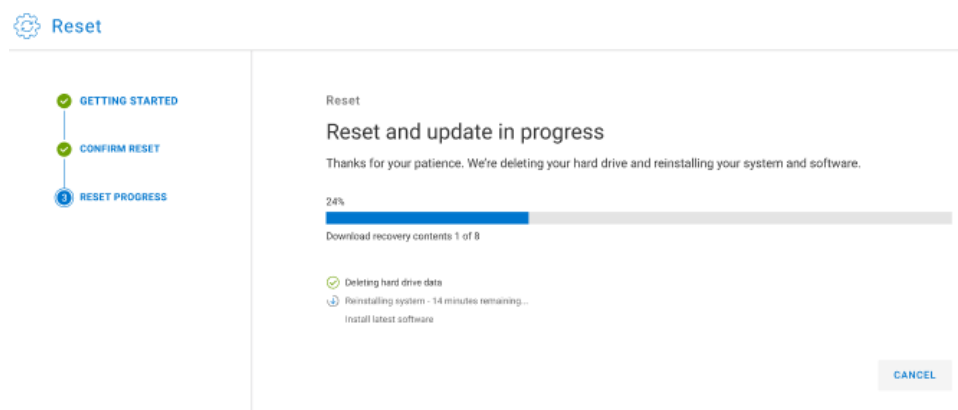 Reset
GETTING STARTED
CONFIRM RESET
3 RESET PROGRESS
Reset
Reset and update in progress
Thanks for your patience. We're deleting your hard drive and reinstalling your system and software.
24%
Download recovery contents 1 of 8
Deleting hard drive data
Reinstalling system - 14 minutes remaining...
Install latest software
CANCEL